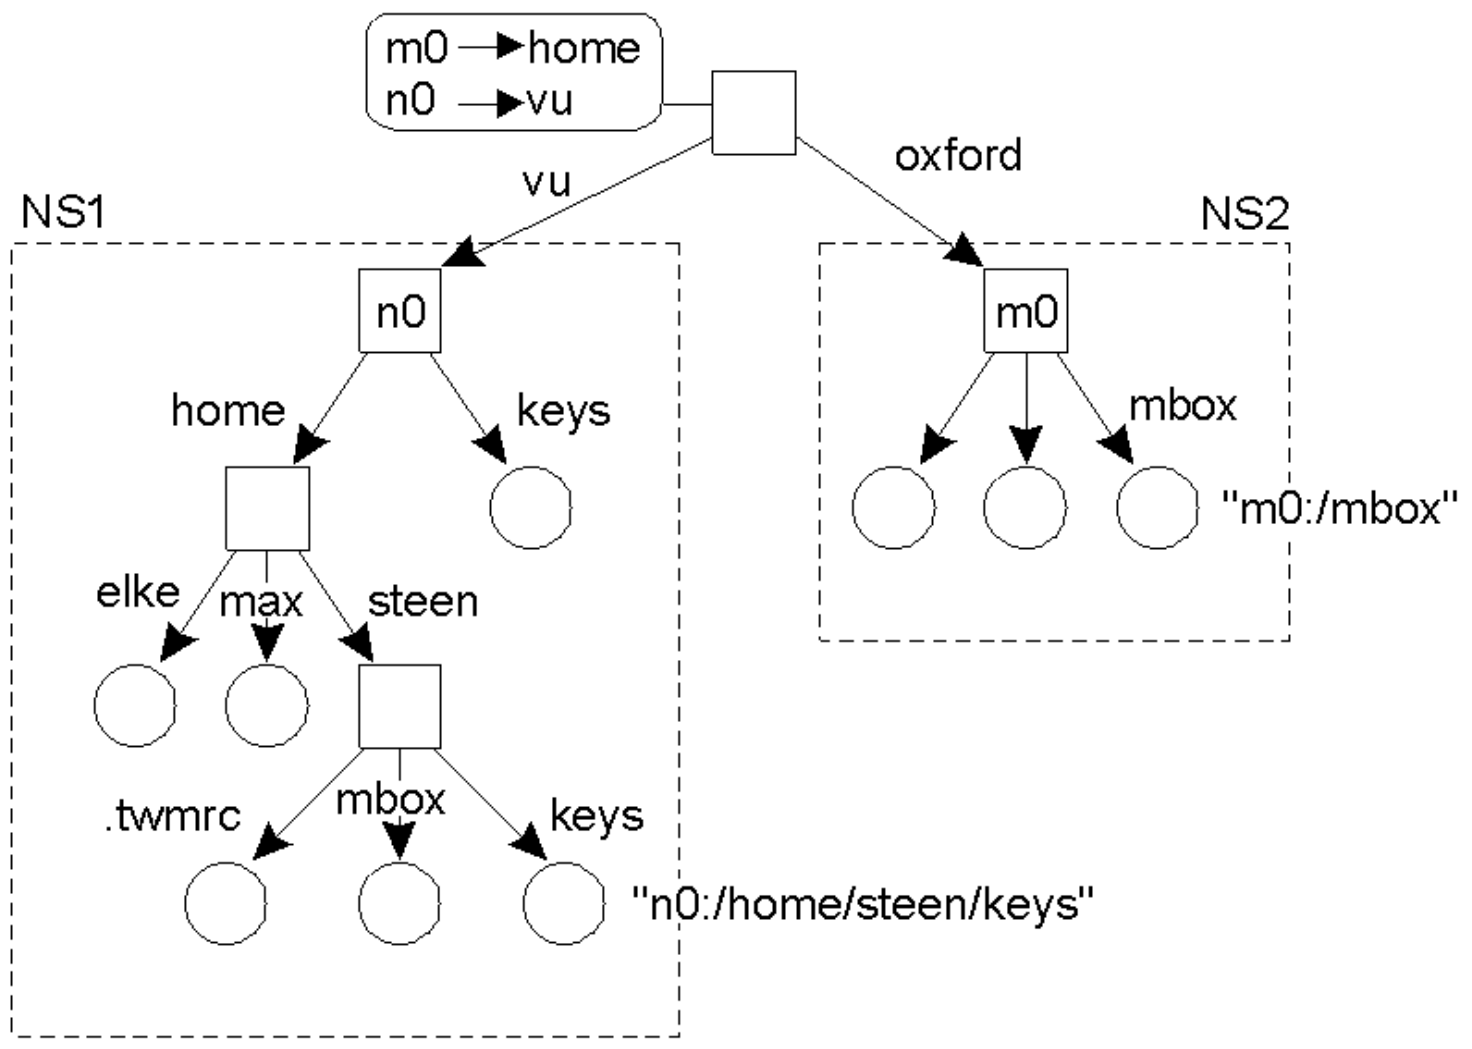 m0 → home
n0 → vu
vu
oxford
NS1
NS2
n0
m0
home
keys
mbox
"m0:/mbox"
elke
max
steen
.twmrc
mbox
keys
"n0:/home/steen/keys"